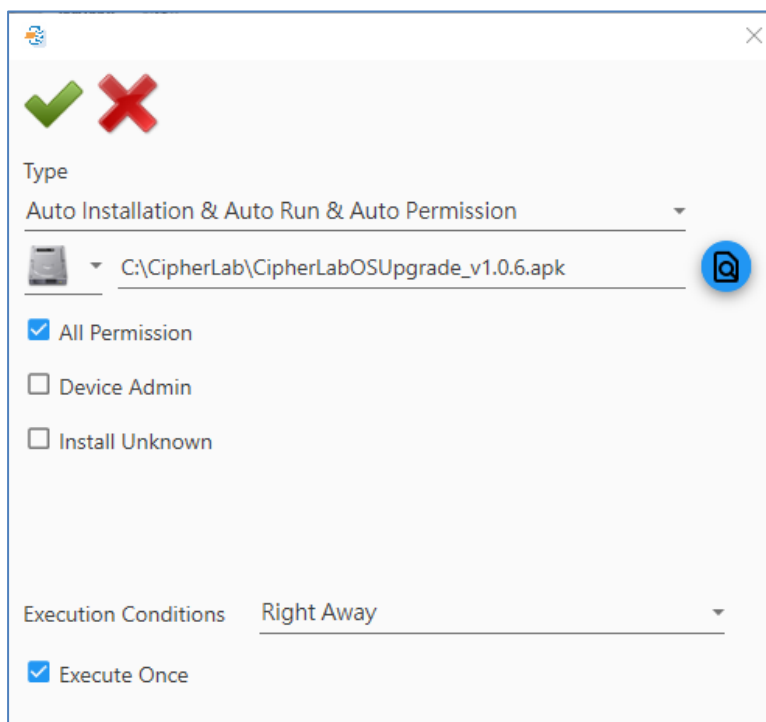 Type
Auto Installation & Auto Run & Auto Permission
C:\CipherLab\CipherLabOSUpgrade_v1.0.6.apk
All Permission
Device Admin
Install Unknown
Execution Conditions Right Away
Execute Once